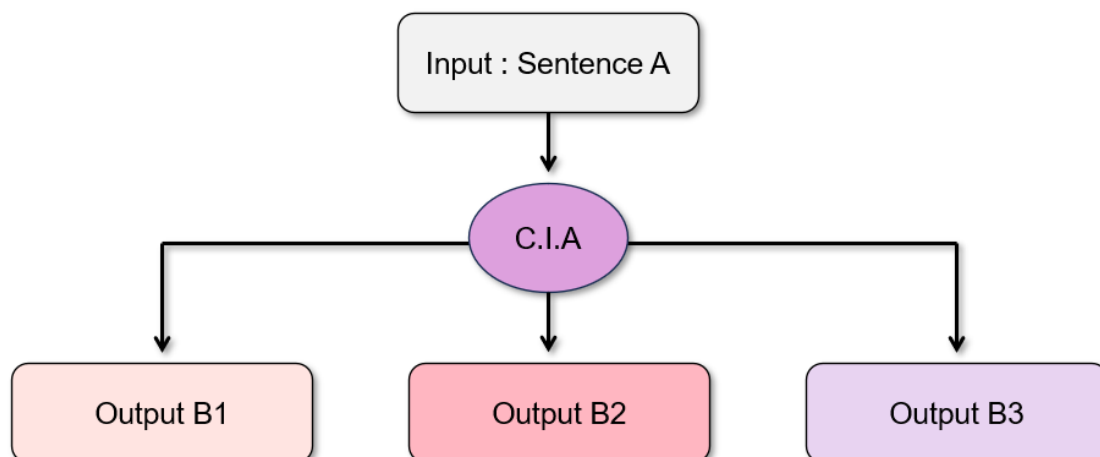 Input : Sentence A
C.I.A
Output B1
Output B2
Output B3